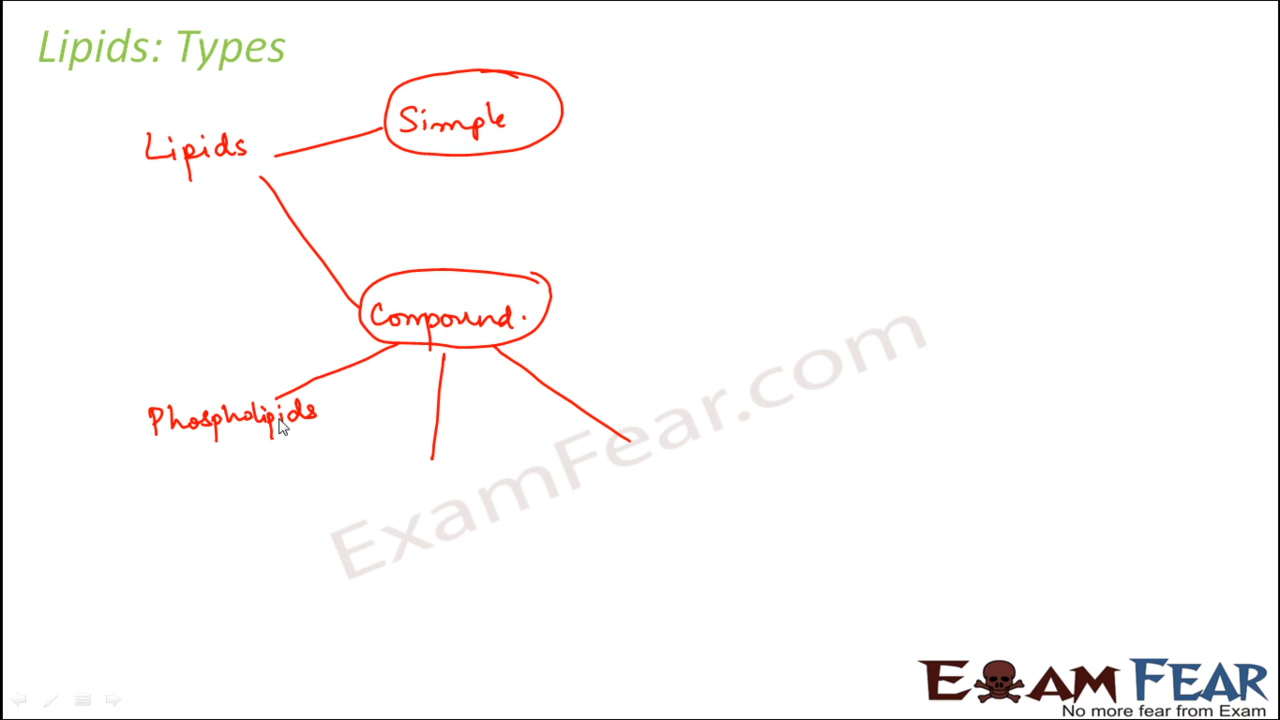 Lipids: Types
Simple
Lipids
Compound.
Phospholipids
ExamFear.com
EXAM FEAR
No more fear from Exam